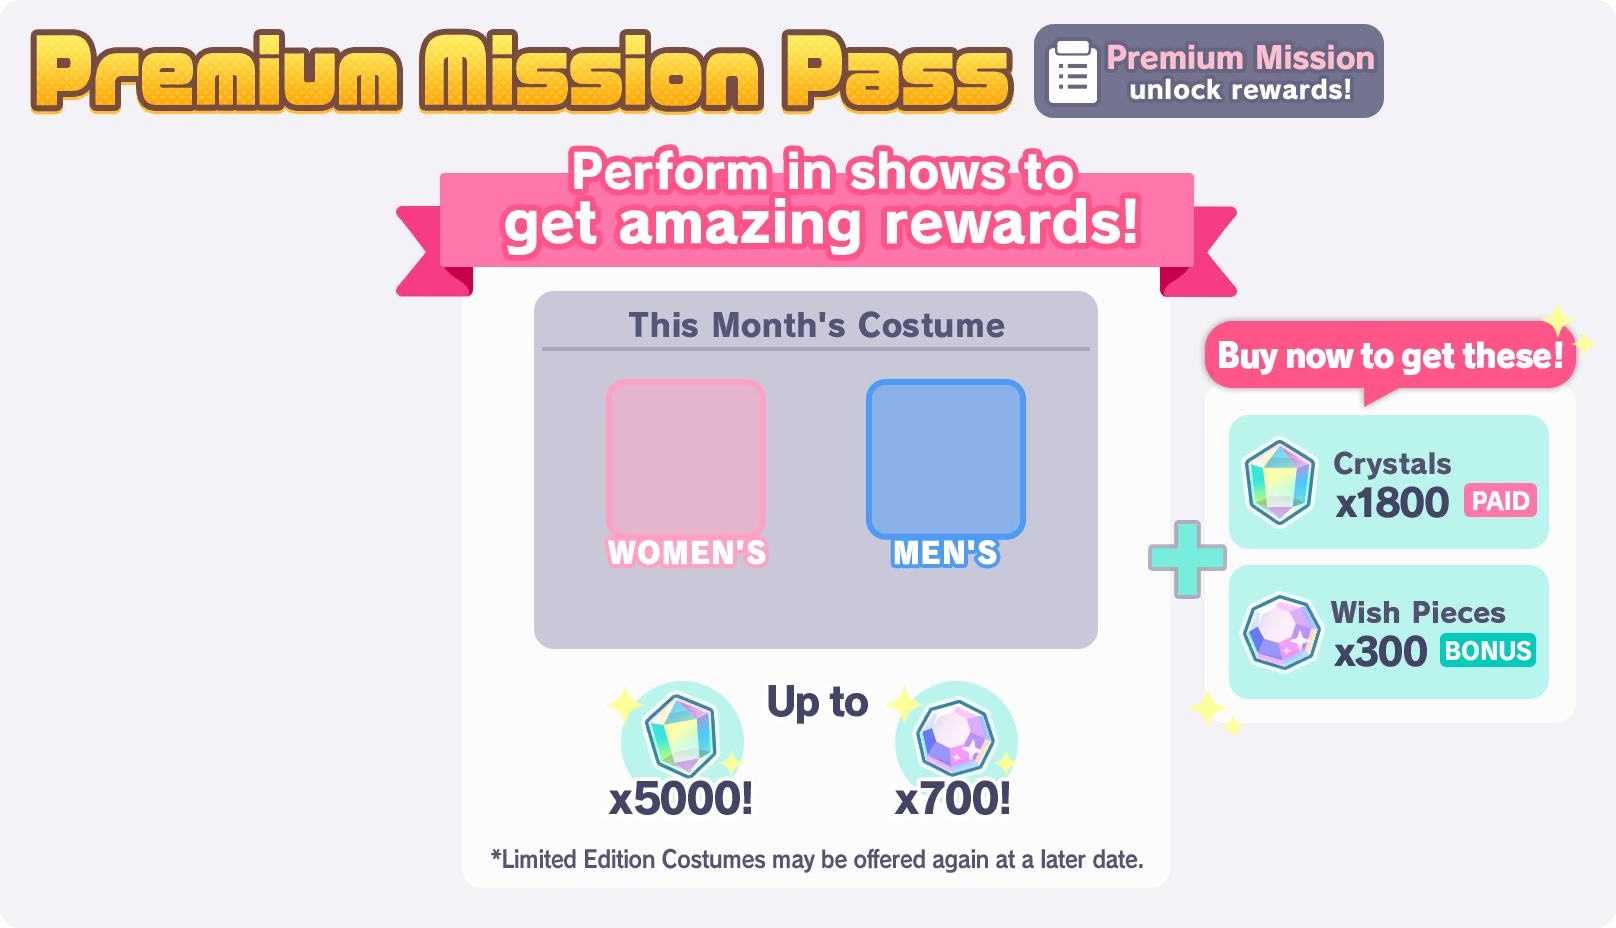 Premium Mission Pass
Premium Mission
unlock rewards!
Perform in shows to
get amazing rewards!
This Month's Costume
WOMEN'S
MEN'S
Up to
x5000!
x700!
*Limited Edition Costumes may be offered again at a later date.
Buy now to get these!
Crystals
x1800 PAID
Wish Pieces
x300 BONUS